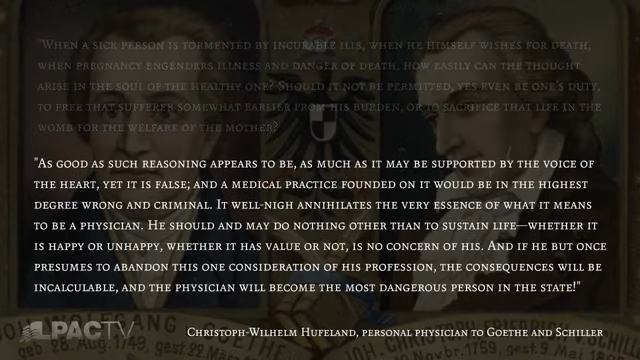 "When a sick person is tormented by incurable ills, when he himself wishes for death,
when pregnancy engenders illness and danger of death, how easily can the thought
arise in the soul of the healthy one? Should it not be permitted, yes even be one's duty,
to free that sufferer somewhat earlier from his burden, or to sacrifice that life in the
womb for the welfare of the mother?
"As good as such reasoning appears to be, as much as it may be supported by the voice of
the heart, yet it is false; and a medical practice founded on it would be in the highest
degree wrong and criminal. It well-nigh annihilates the very essence of what it means
to be a physician. He should and may do nothing other than to sustain life—whether it
is happy or unhappy, whether it has value or not, is no concern of his. And if he but once
presumes to abandon this one consideration of his profession, the consequences will be
incalculable, and the physician will become the most dangerous person in the state!"
LPACTV
Christoph-Wilhelm Hufeland, personal physician to Goethe and Schiller
geb. 28. Aug. 1749, gest. 22. März